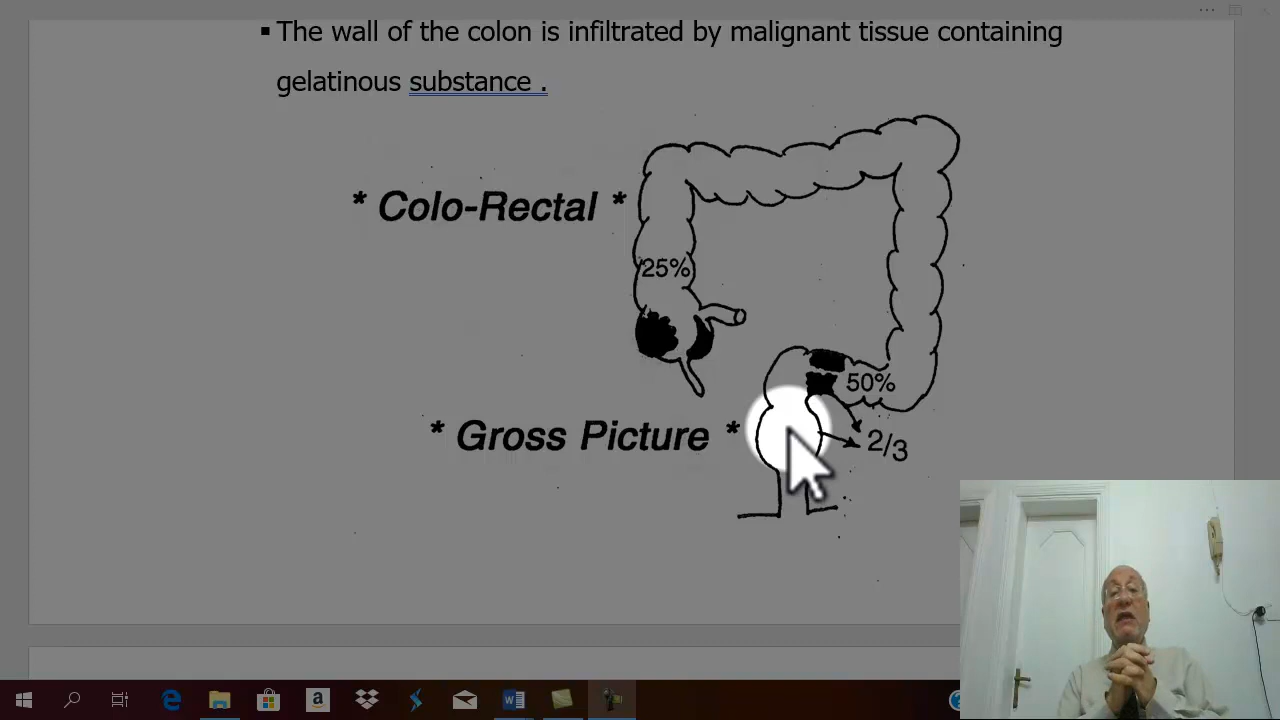 ▪ The wall of the colon is infiltrated by malignant tissue containing
gelatinous substance .
* Colo-Rectal *
25%
50%
* Gross Picture *
2/3